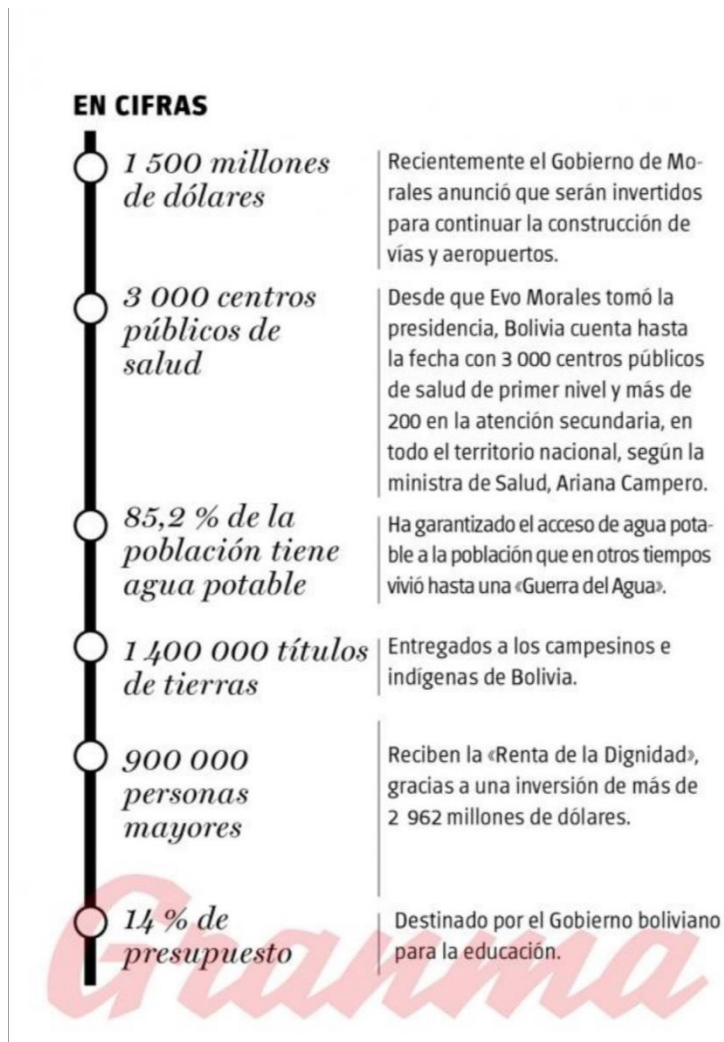 EN CIFRAS
1 500 millones
de dólares
Recientemente el Gobierno de Mo-
rales anunció que serán invertidos
para continuar la construcción de
vías y aeropuertos.
3 000 centros
públicos de
salud
Desde que Evo Morales tomó la
presidencia, Bolivia cuenta hasta
la fecha con 3 000 centros públicos
de salud de primer nivel y más de
200 en la atención secundaria, en
todo el territorio nacional, según la
ministra de Salud, Ariana Campero.
85,2 % de la
población tiene
agua potable
Ha garantizado el acceso de agua pota-
ble a la población que en otros tiempos
vivió hasta una «Guerra del Agua».
1 400 000 títulos
de tierras
Entregados a los campesinos e
indígenas de Bolivia.
900 000
personas
mayores
Reciben la «Renta de la Dignidad»,
gracias a una inversión de más de
2 962 millones de dólares.
14 % de
presupuesto
Destinado por el Gobierno boliviano
para la educación.
Granma